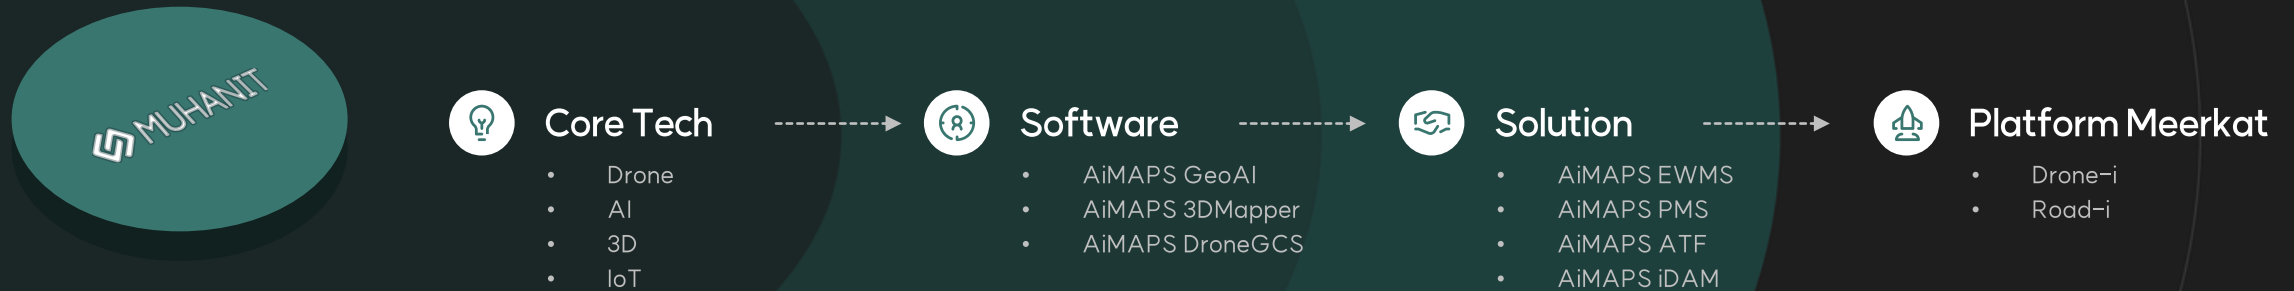 MUHANIT
Core Tech
• Drone
• AI
• 3D
• IoT
Software
• AiMAPS GeoAI
• AiMAPS 3DMapper
• AiMAPS DroneGCS
Solution
• AiMAPS EWMS
• AiMAPS PMS
• AiMAPS ATF
• AiMAPS iDAM
Platform Meerkat
• Drone-i
• Road-i